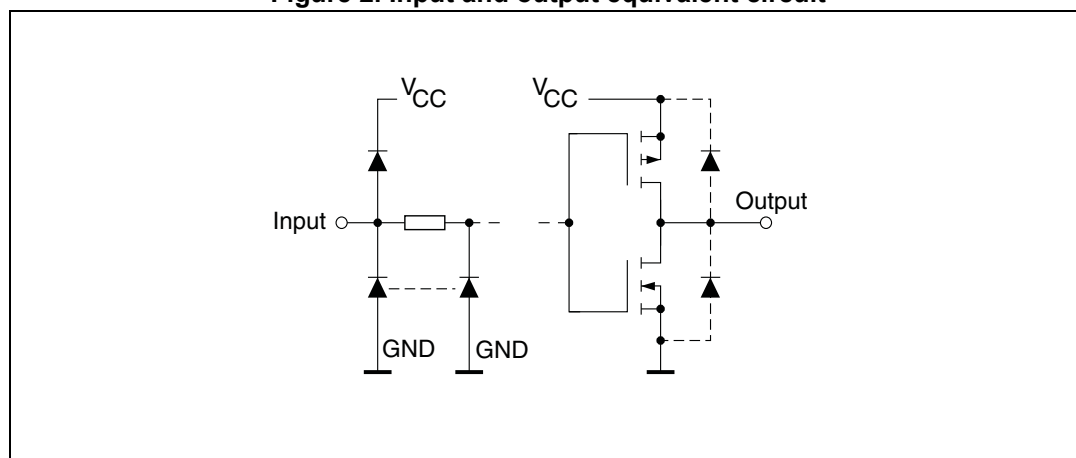 Figure 2. Input and output equivalent circuit
VCC
VCC
Input
Output
GND
GND